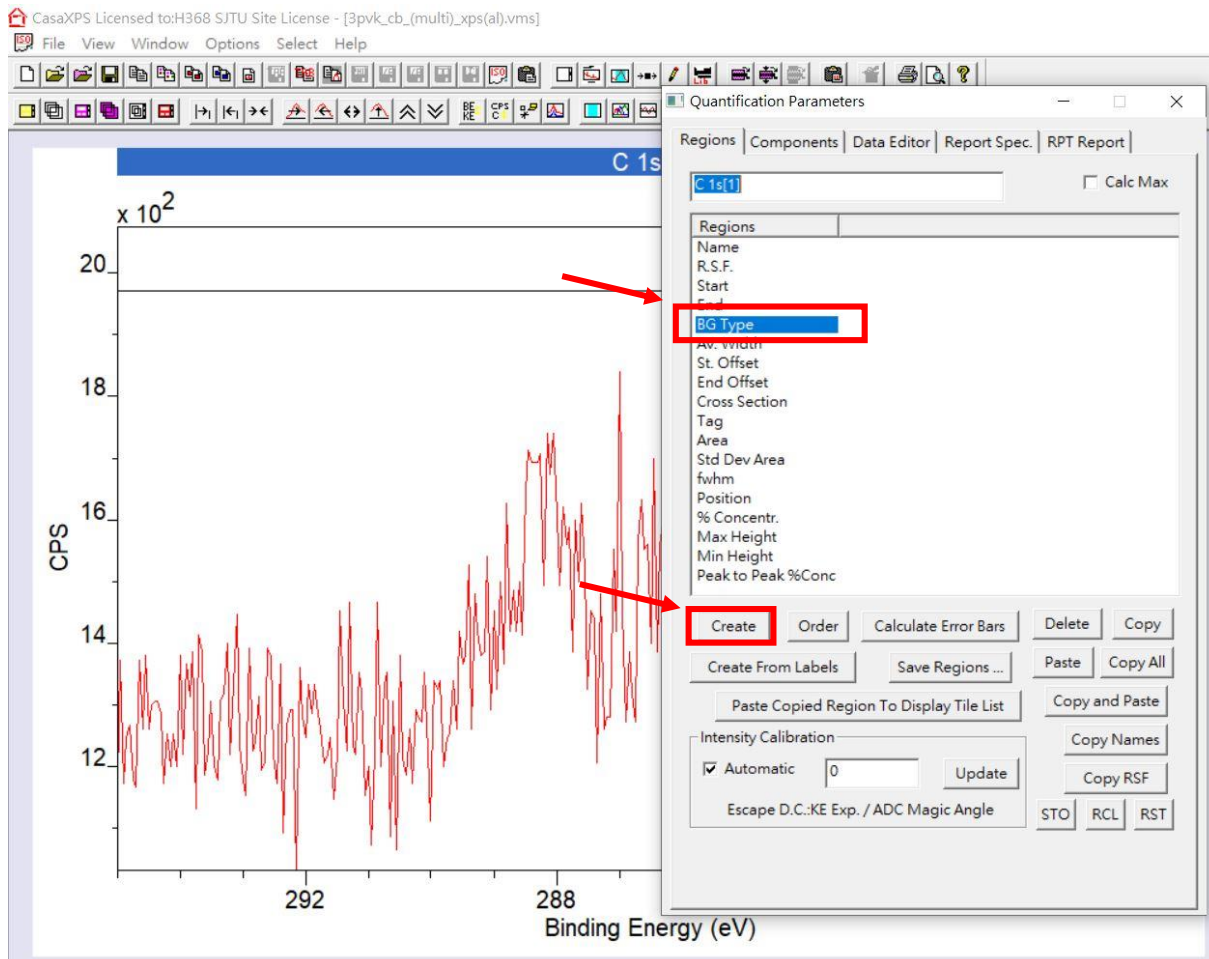 CasaXPS Licensed to:H368 SJTU Site License - [3pvk_cb_(multi)_xps(al).vms]
File View Window Options Select Help
Quantification Parameters
Regions Components Data Editor Report Spec. RPT Report
C 1s[1] Calc Max
Regions
Name
R.S.F.
Start
End
BG Type
Av. Width
St. Offset
End Offset
Cross Section
Tag
Area
Std Dev Area
fwhm
Position
% Concentr.
Max Height
Min Height
Peak to Peak %Conc
Create Order Calculate Error Bars Delete Copy
Create From Labels Save Regions ... Paste Copy All
Paste Copied Region To Display Tile List Copy and Paste
Intensity Calibration Copy Names
Automatic 0 Update Copy RSF
Escape D.C.:KE Exp. / ADC Magic Angle STO RCL RST
C 1s
x 10²
20
18
16
14
12
CPS
292 288
Binding Energy (eV)